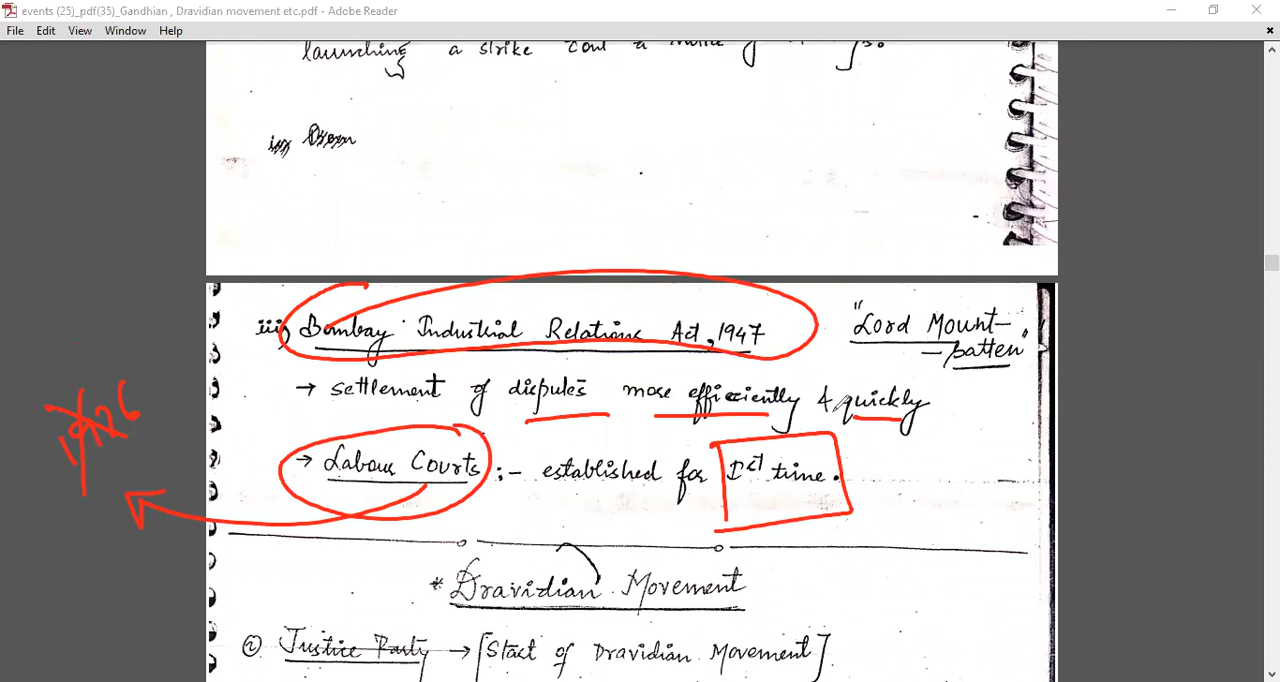 events (25)_pdf(35)_Gandhian , Dravidian movement etc.pdf - Adobe Reader
File Edit View Window Help
launching a strike
iii) Bombay Industrial Relations Act, 1947
"Lord Mount-
-batten"
→ settlement of disputes more efficiently & quickly
1926
→ Labour Courts :- established for Ist time.
* Dravidian Movement
① Justice Party → [Start of Dravidian Movement].